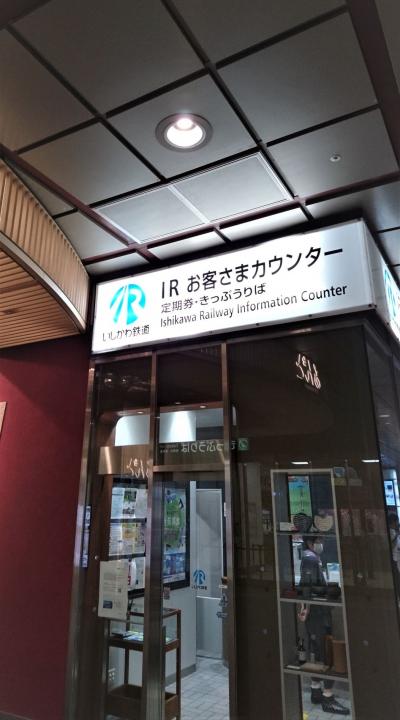 IR お客さまカウンター
定期券・きっぷうりば
Ishikawa Railway Information Counter
いしかわ鉄道